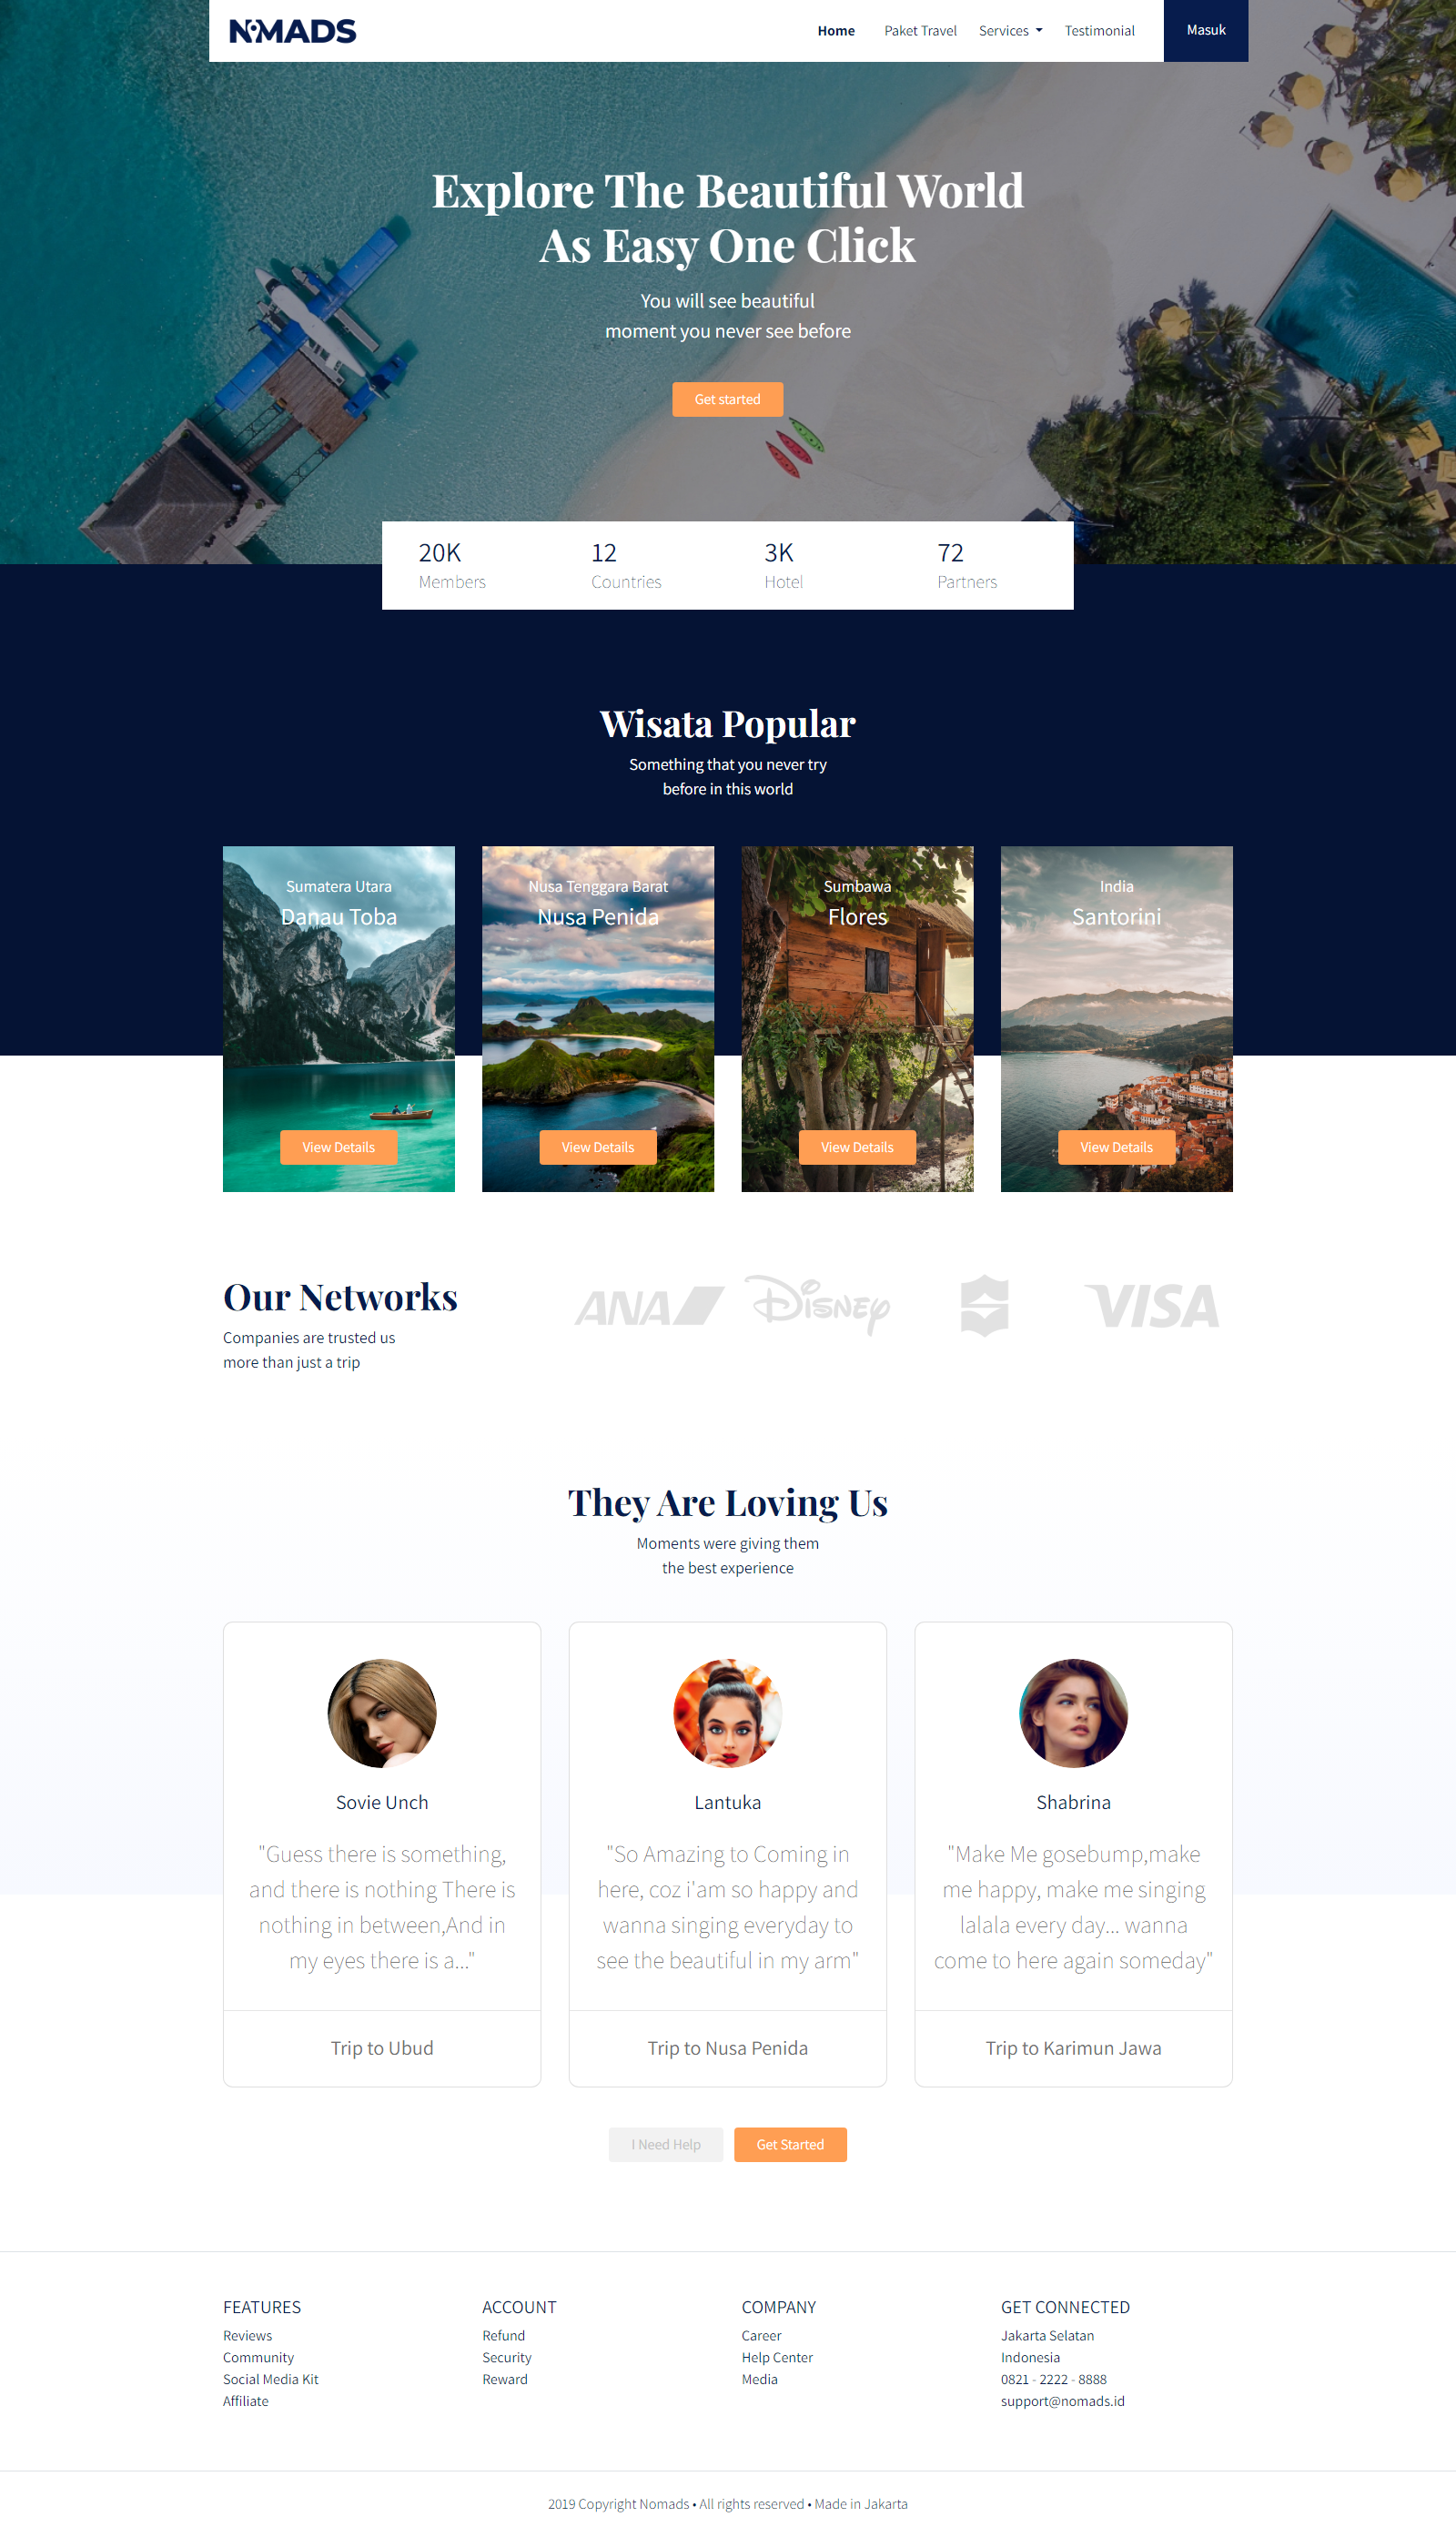 NOMADS
Home Paket Travel Services Testimonial Masuk
Explore The Beautiful World
As Easy One Click
You will see beautiful
moment you never see before
Get started
20K 12 3K 72
Members Countries Hotel Partners
Wisata Popular
Something that you never try
before in this world
Sumatera Utara
Danau Toba
View Details
Nusa Tenggara Barat
Nusa Penida
View Details
Sumbawa
Flores
View Details
India
Santorini
View Details
Our Networks
Companies are trusted us
more than just a trip
ANA Disney VISA
They Are Loving Us
Moments were giving them
the best experience
Sovie Unch
"Guess there is something,
and there is nothing There is
nothing in between,And in
my eyes there is a..."
Trip to Ubud
Lantuka
"So Amazing to Coming in
here, coz i'am so happy and
wanna singing everyday to
see the beautiful in my arm"
Trip to Nusa Penida
Shabrina
"Make Me gosebump,make
me happy, make me singing
lalala every day... wanna
come to here again someday"
Trip to Karimun Jawa
I Need Help Get Started
FEATURES
Reviews
Community
Social Media Kit
Affiliate
ACCOUNT
Refund
Security
Reward
COMPANY
Career
Help Center
Media
GET CONNECTED
Jakarta Selatan
Indonesia
0821 - 2222 - 8888
support@nomads.id
2019 Copyright Nomads • All rights reserved • Made in Jakarta